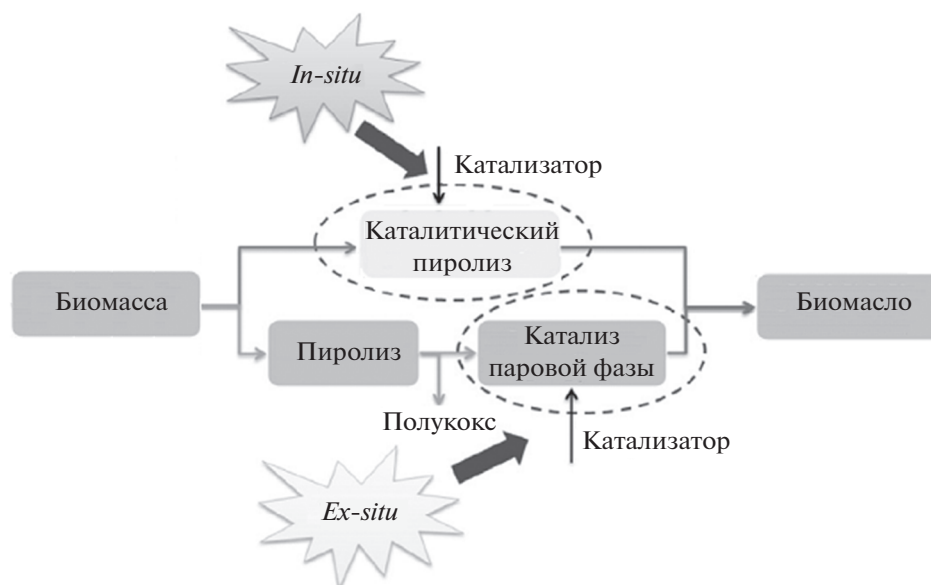 In-situ
Катализатор
Каталитический
пиролиз
Биомасса
Биомасло
Пиролиз
Катализ
паровой фазы
Полукокс
Катализатор
Ex-situ